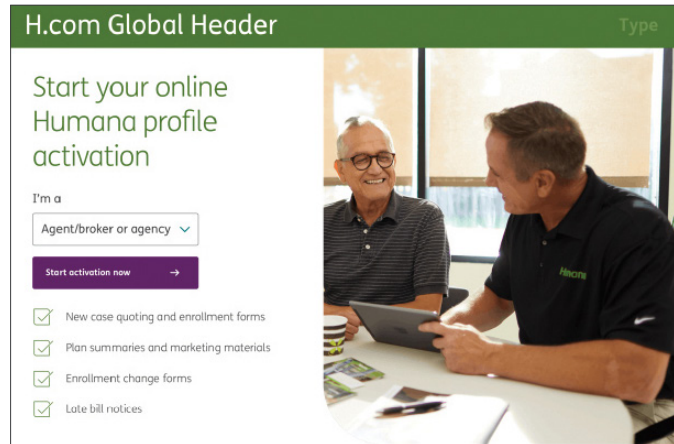 H.com Global Header
Type
Start your online
Humana profile
activation
I'm a
Agent/broker or agency
Start activation now
New case quoting and enrollment forms
Plan summaries and marketing materials
Enrollment change forms
Late bill notices
Humana